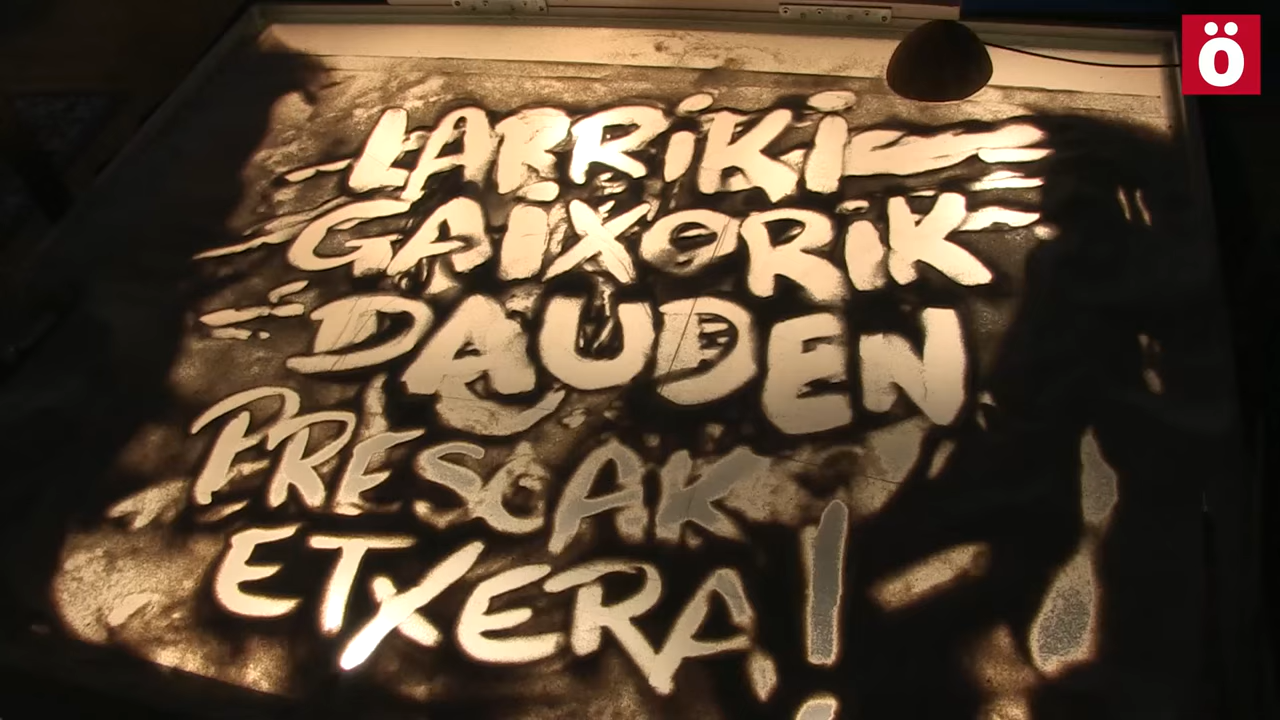 LARRIKI
GAIXORIK
DAUDEN
PRESOAK
ETXERA!
Ö